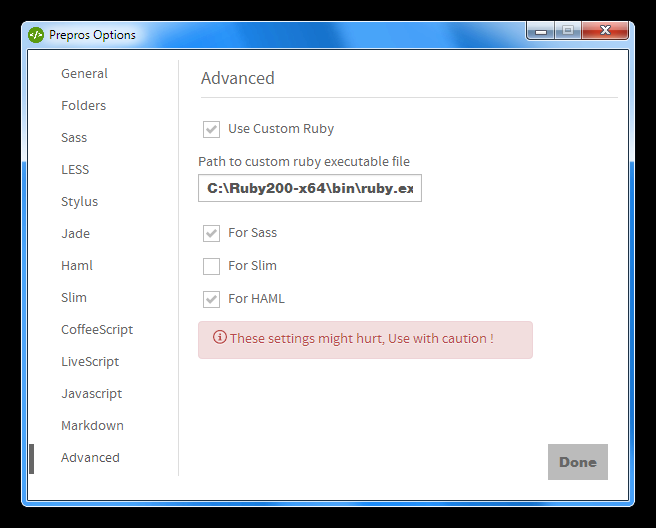 Prepros Options
General
Folders
Sass
LESS
Stylus
Jade
Haml
Slim
CoffeeScript
LiveScript
Javascript
Markdown
Advanced
Advanced
Use Custom Ruby
Path to custom ruby executable file
C:\Ruby200-x64\bin\ruby.ex
For Sass
For Slim
For HAML
These settings might hurt, Use with caution !
Done